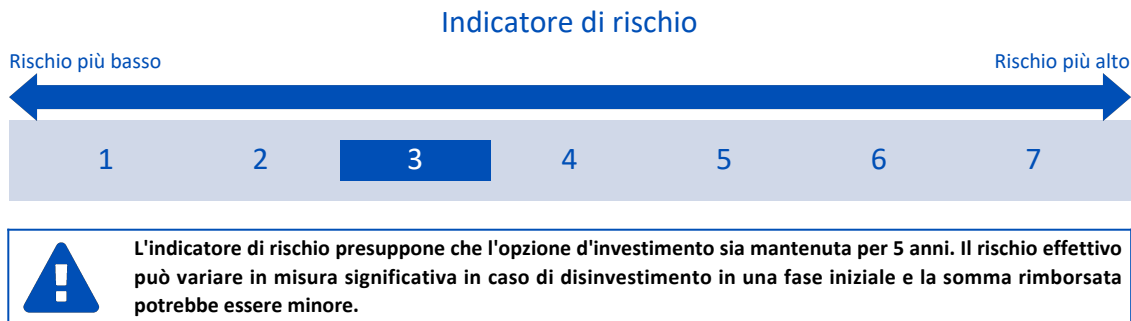 Indicatore di rischio
Rischio più basso Rischio più alto
1 2 3 4 5 6 7
L'indicatore di rischio presuppone che l'opzione d'investimento sia mantenuta per 5 anni. Il rischio effettivo
può variare in misura significativa in caso di disinvestimento in una fase iniziale e la somma rimborsata
potrebbe essere minore.